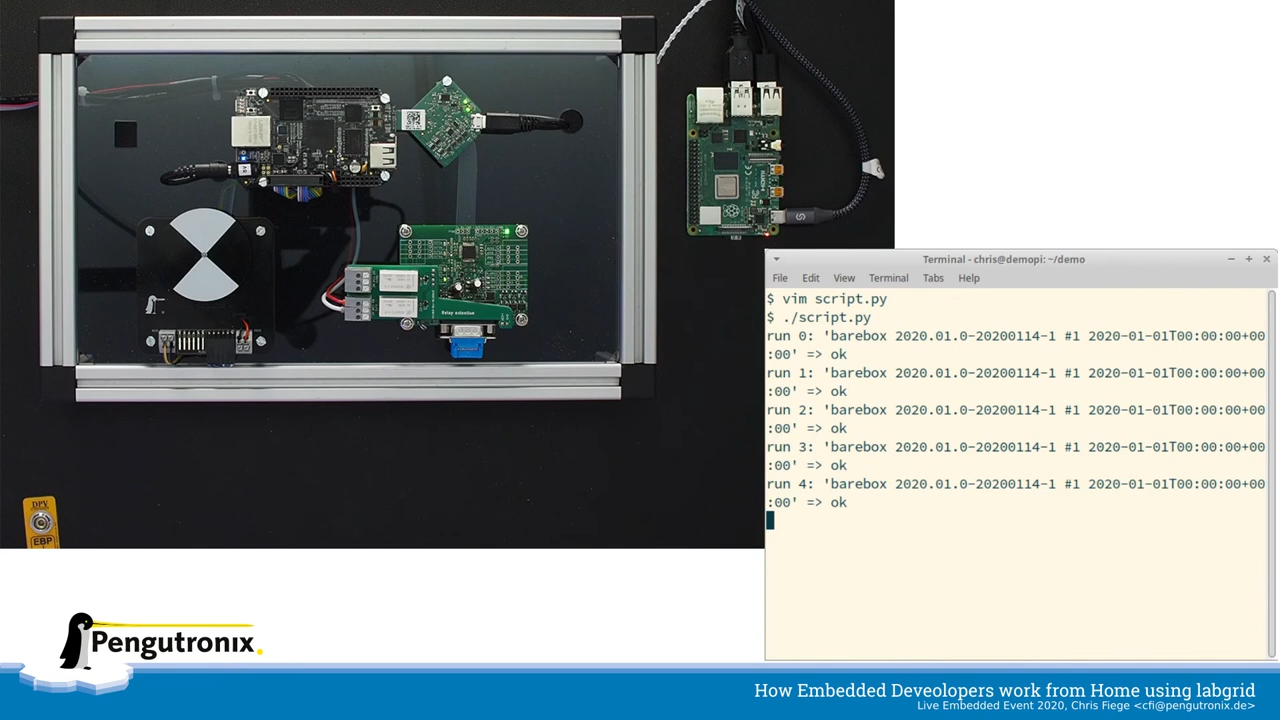 Relay extention
DPV
EBP
Terminal - chris@demopi: ~/demo
File Edit View Terminal Tabs Help
$ vim script.py
$ ./script.py
run 0: 'barebox 2020.01.0-20200114-1 #1 2020-01-01T00:00:00+00
:00' => ok
run 1: 'barebox 2020.01.0-20200114-1 #1 2020-01-01T00:00:00+00
:00' => ok
run 2: 'barebox 2020.01.0-20200114-1 #1 2020-01-01T00:00:00+00
:00' => ok
run 3: 'barebox 2020.01.0-20200114-1 #1 2020-01-01T00:00:00+00
:00' => ok
run 4: 'barebox 2020.01.0-20200114-1 #1 2020-01-01T00:00:00+00
:00' => ok
Pengutronix
How Embedded Deveolopers work from Home using labgrid
Live Embedded Event 2020, Chris Fiege <cfi@pengutronix.de>